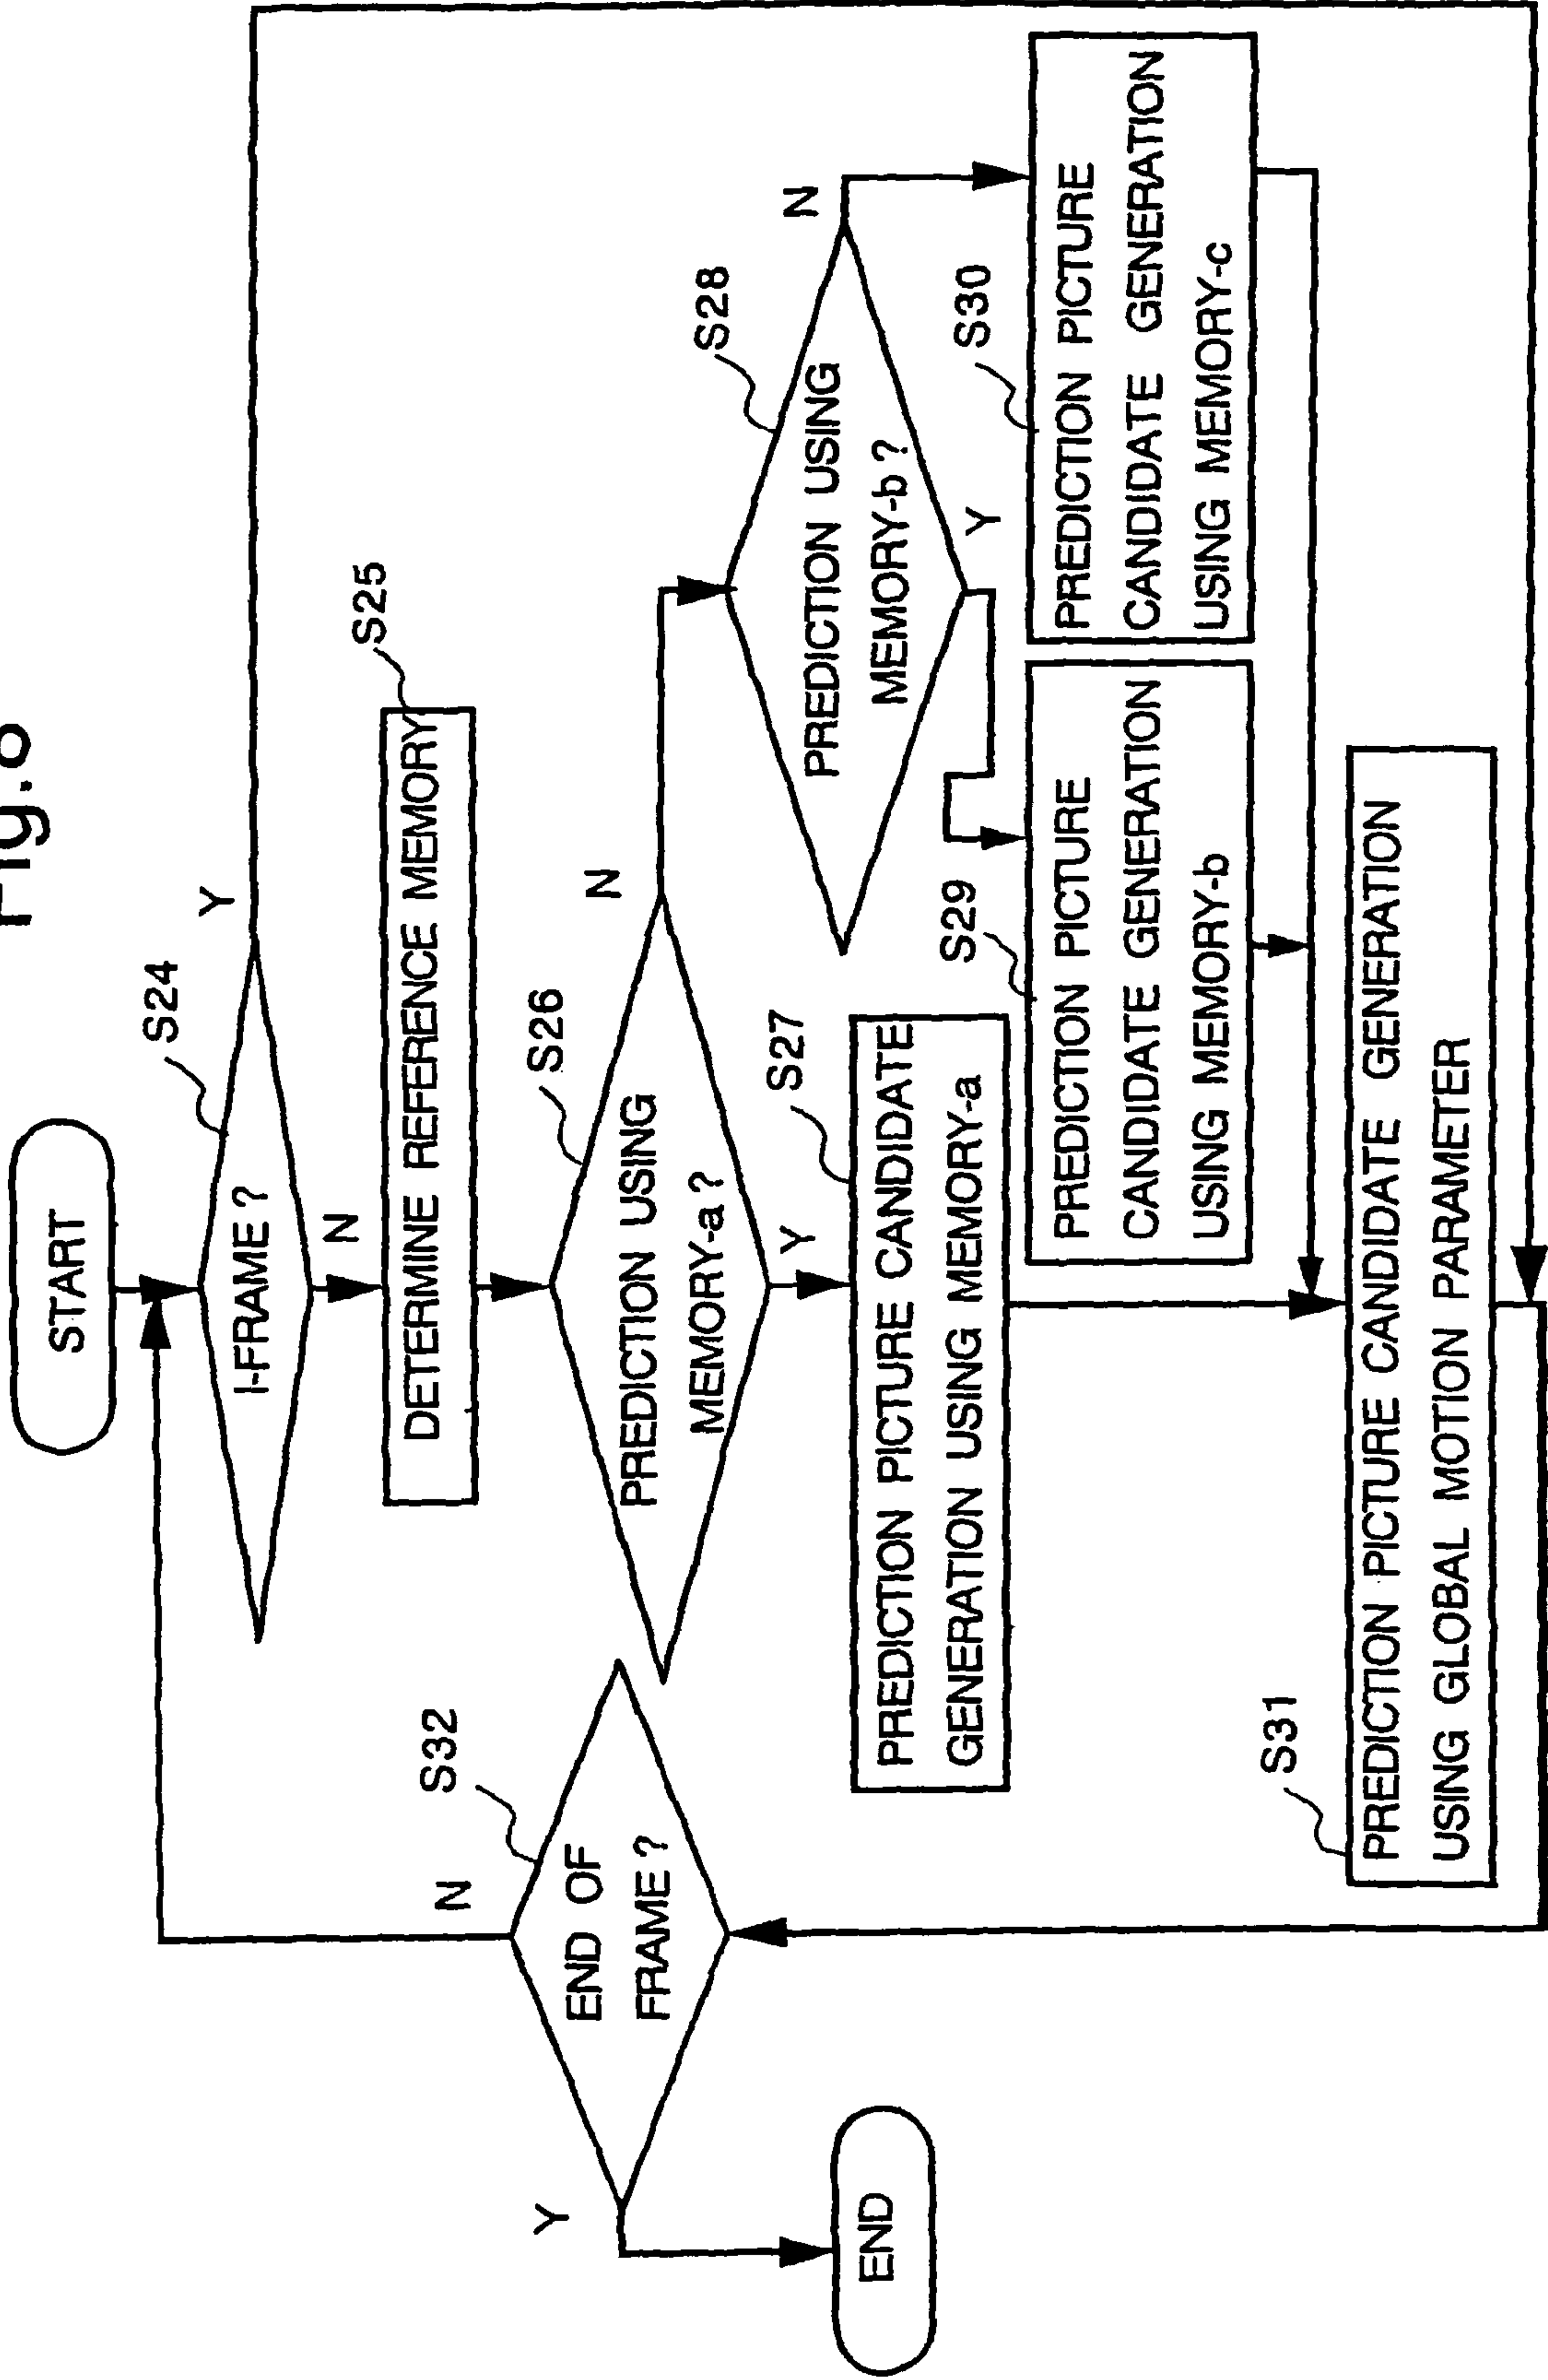 START
S24
I-FRAME ?
Y
N
S25
DETERMINE REFERENCE MEMORY
S26
PREDICTION USING
MEMORY-a ?
N
Y
S27
PREDICTION PICTURE CANDIDATE
GENERATION USING MEMORY-a
S28
PREDICTION USING
MEMORY-b ?
N
Y
S29
PREDICTION PICTURE
CANDIDATE GENERATION
USING MEMORY-b
S30
PREDICTION PICTURE
CANDIDATE GENERATION
USING MEMORY-c
S31
PREDICTION PICTURE CANDIDATE GENERATION
USING GLOBAL MOTION PARAMETER
S32
END OF
FRAME ?
N
Y
END